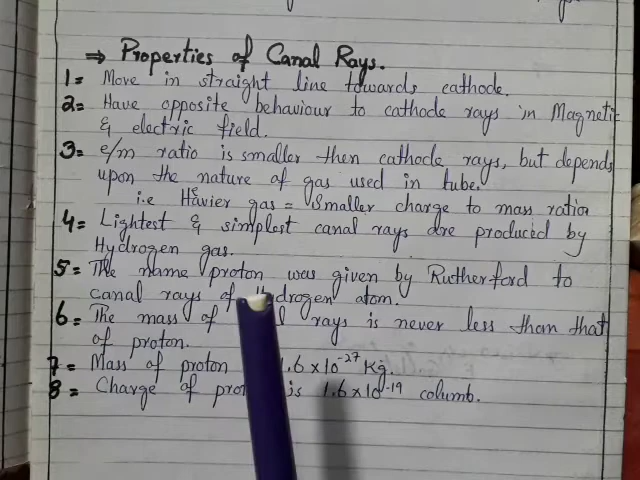 ⇒ Properties of Canal Rays.
1= Move in straight line towards cathode.
2= Have opposite behaviour to cathode rays in Magnetic
& electric field.
3= e/m ratio is smaller then cathode rays, but depends
upon the nature of gas used in tube.
i.e Heavier gas = Smaller charge to mass ratio
4= Lightest & simplest canal rays are produced by
Hydrogen gas.
5= The name proton was given by Rutherford to
canal rays of Hydrogen atom.
6= The mass of rays is never less than that
of proton.
7= Mass of proton 1.6 × 10⁻²⁷ Kg.
8= Charge of is 1.6 × 10⁻¹⁹ columb.